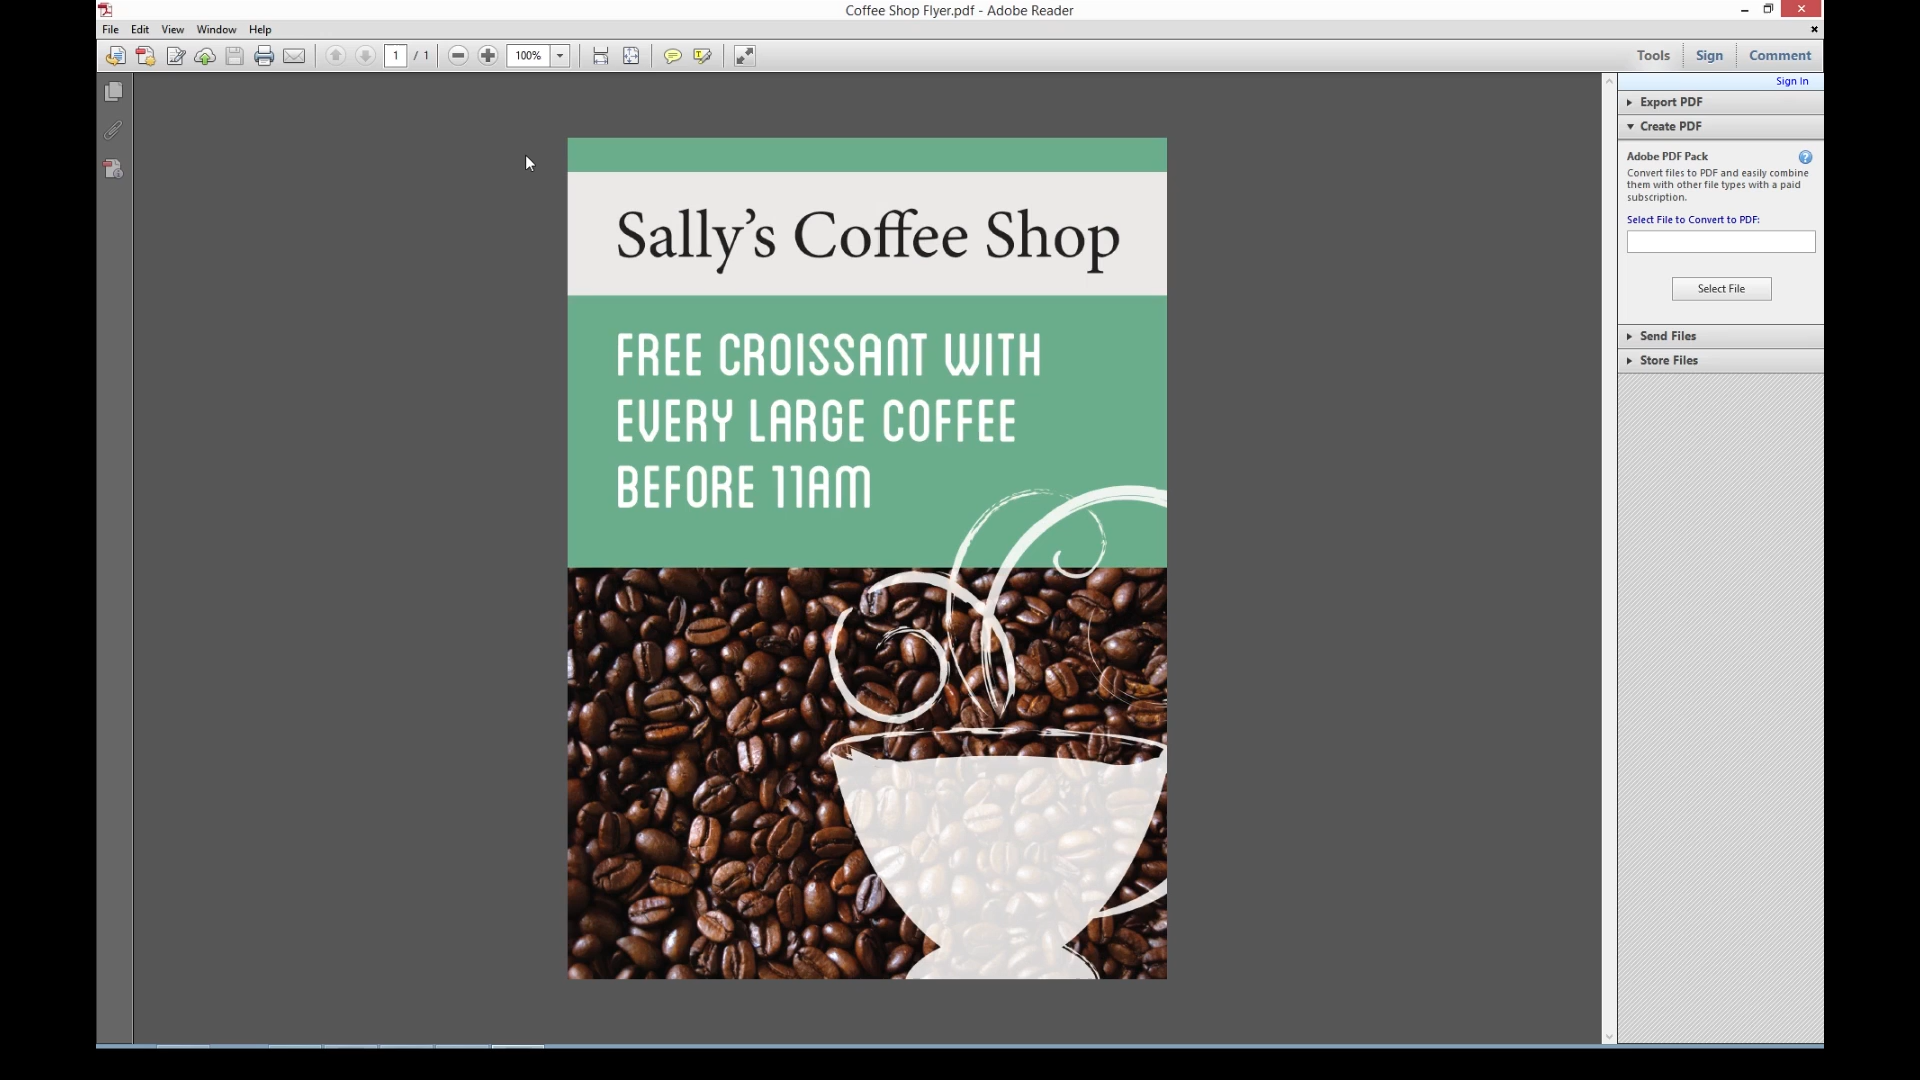 Coffee Shop Flyer.pdf - Adobe Reader
File Edit View Window Help
1 / 1 100% Tools Sign Comment
Sign In
Export PDF
Create PDF
Adobe PDF Pack
Convert files to PDF and easily combine
them with other file types with a paid
subscription.
Select File to Convert to PDF:
Select File
Send Files
Store Files
Sally's Coffee Shop
FREE CROISSANT WITH
EVERY LARGE COFFEE
BEFORE 11AM